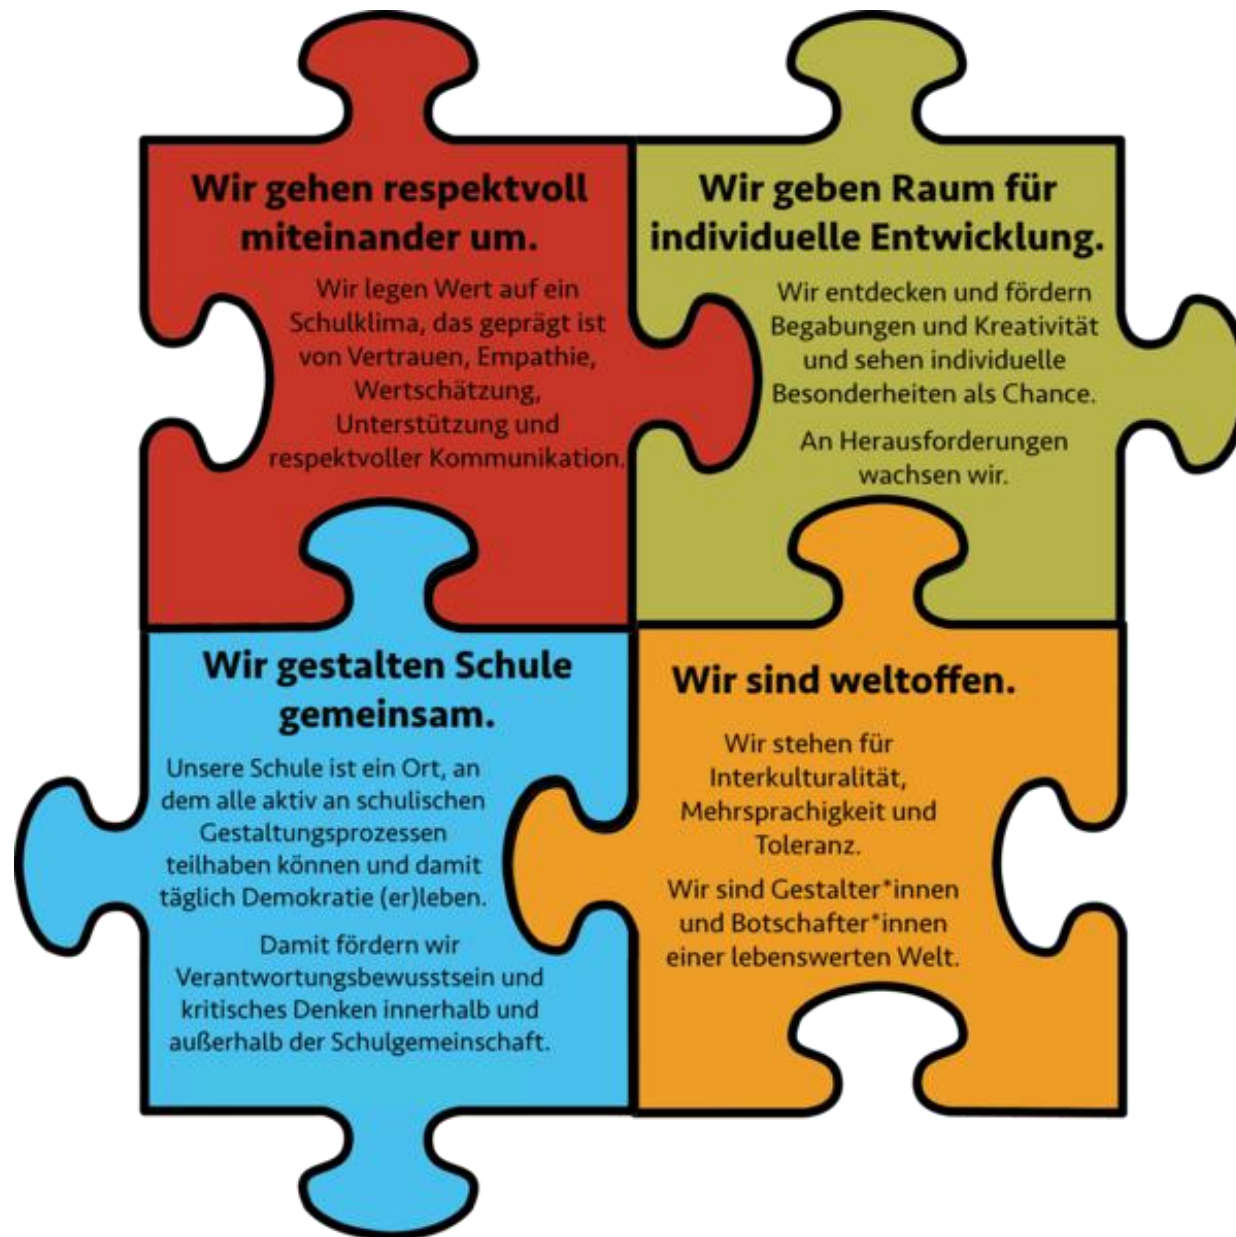 Wir gehen respektvoll
miteinander um.
Wir legen Wert auf ein
Schulklima, das geprägt ist
von Vertrauen, Empathie,
Wertschätzung,
Unterstützung und
respektvoller Kommunikation.
Wir geben Raum für
individuelle Entwicklung.
Wir entdecken und fördern
Begabungen und Kreativität
und sehen individuelle
Besonderheiten als Chance.
An Herausforderungen
wachsen wir.
Wir gestalten Schule
gemeinsam.
Unsere Schule ist ein Ort, an
dem alle aktiv an schulischen
Gestaltungsprozessen
teilhaben können und damit
täglich Demokratie (er)leben.
Damit fördern wir
Verantwortungsbewusstsein und
kritisches Denken innerhalb und
außerhalb der Schulgemeinschaft.
Wir sind weltoffen.
Wir stehen für
Interkulturalität,
Mehrsprachigkeit und
Toleranz.
Wir sind Gestalter*innen
und Botschafter*innen
einer lebenswerten Welt.